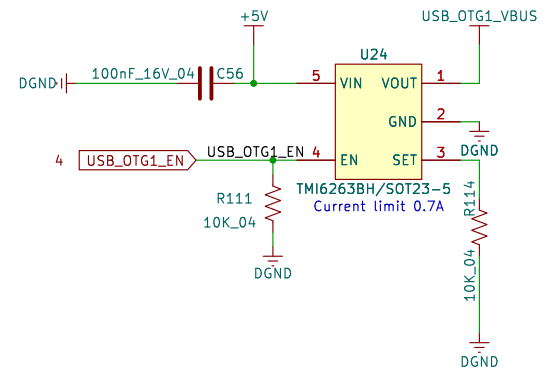 +5V
USB_OTG1_VBUS
U24
DGND
100nF_16V_04
C56
5
VIN
VOUT
1
GND
2
DGND
4
USB_OTG1_EN
USB_OTG1_EN
4
EN
SET
3
TMI6263BH/SOT23-5
Current limit 0.7A
R111
10K_04
DGND
R114
10K_04
DGND